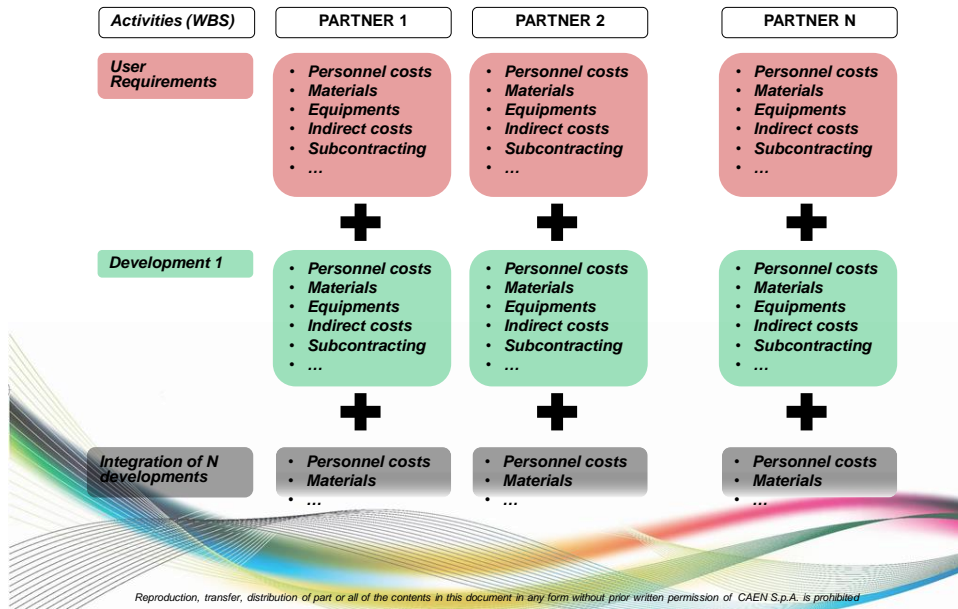 Activities (WBS)
PARTNER 1
PARTNER 2
PARTNER N
User
Requirements
• Personnel costs
• Materials
• Equipments
• Indirect costs
• Subcontracting
• …
• Personnel costs
• Materials
• Equipments
• Indirect costs
• Subcontracting
• …
• Personnel costs
• Materials
• Equipments
• Indirect costs
• Subcontracting
• …
Development 1
• Personnel costs
• Materials
• Equipments
• Indirect costs
• Subcontracting
• …
• Personnel costs
• Materials
• Equipments
• Indirect costs
• Subcontracting
• …
• Personnel costs
• Materials
• Equipments
• Indirect costs
• Subcontracting
• …
Integration of N
developments
• Personnel costs
• Materials
• …
• Personnel costs
• Materials
• …
• Personnel costs
• Materials
• …
Reproduction, transfer, distribution of part or all of the contents in this document in any form without prior written permission of CAEN S.p.A. is prohibited